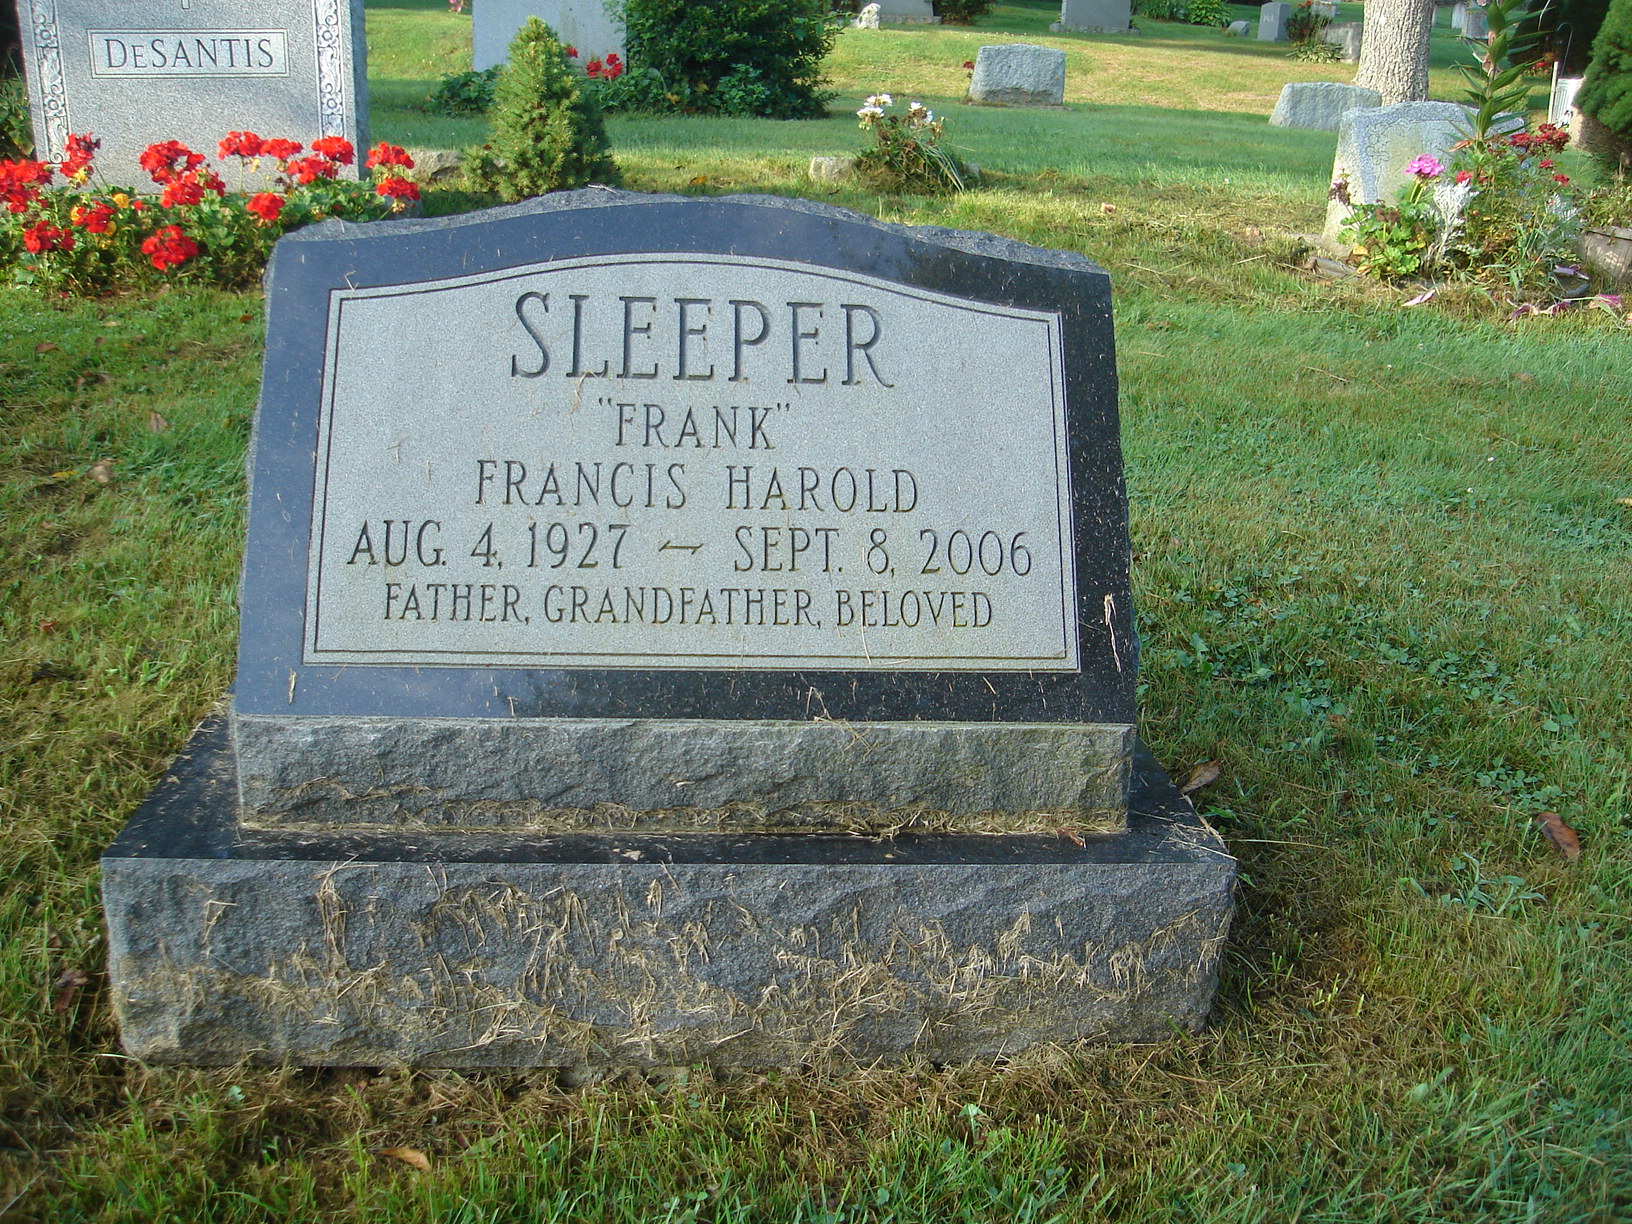 DeSANTIS
SLEEPER
"FRANK"
FRANCIS HAROLD
AUG. 4, 1927 – SEPT. 8, 2006
FATHER, GRANDFATHER, BELOVED